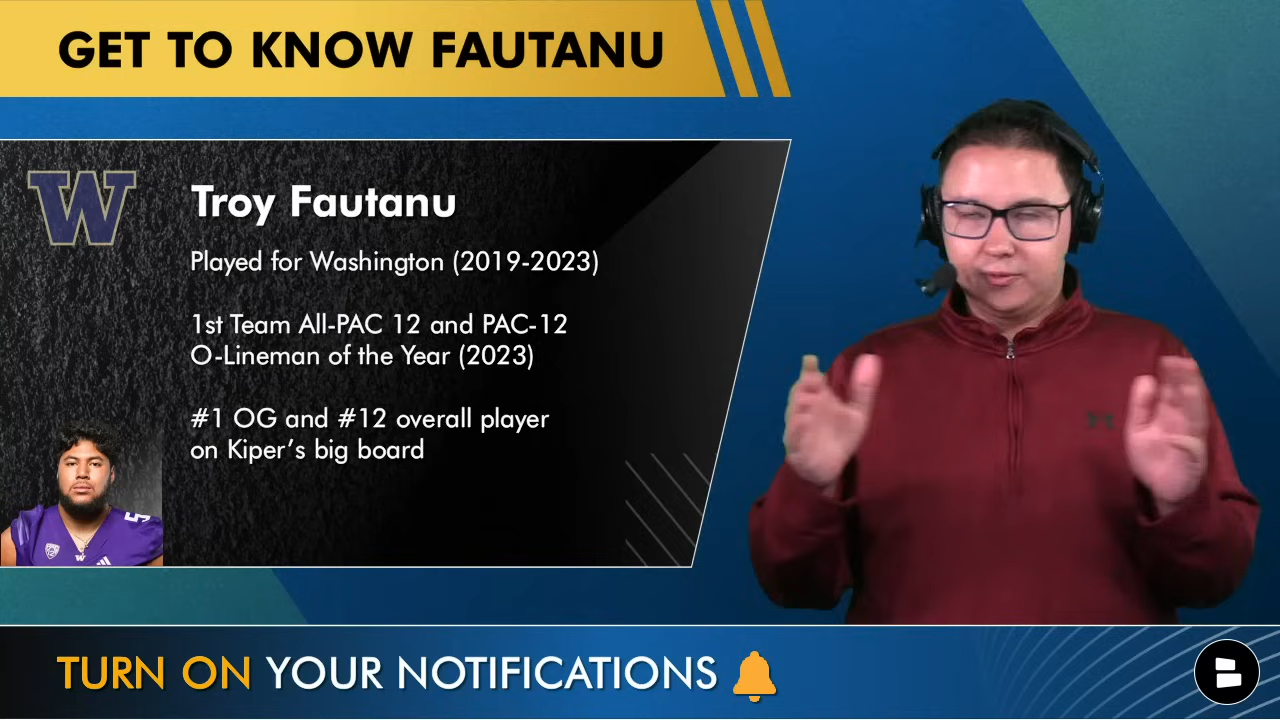 GET TO KNOW FAUTANU
W
Troy Fautanu
Played for Washington (2019-2023)
1st Team All-PAC 12 and PAC-12
O-Lineman of the Year (2023)
#1 OG and #12 overall player
on Kiper's big board
5
W
TURN ON YOUR NOTIFICATIONS